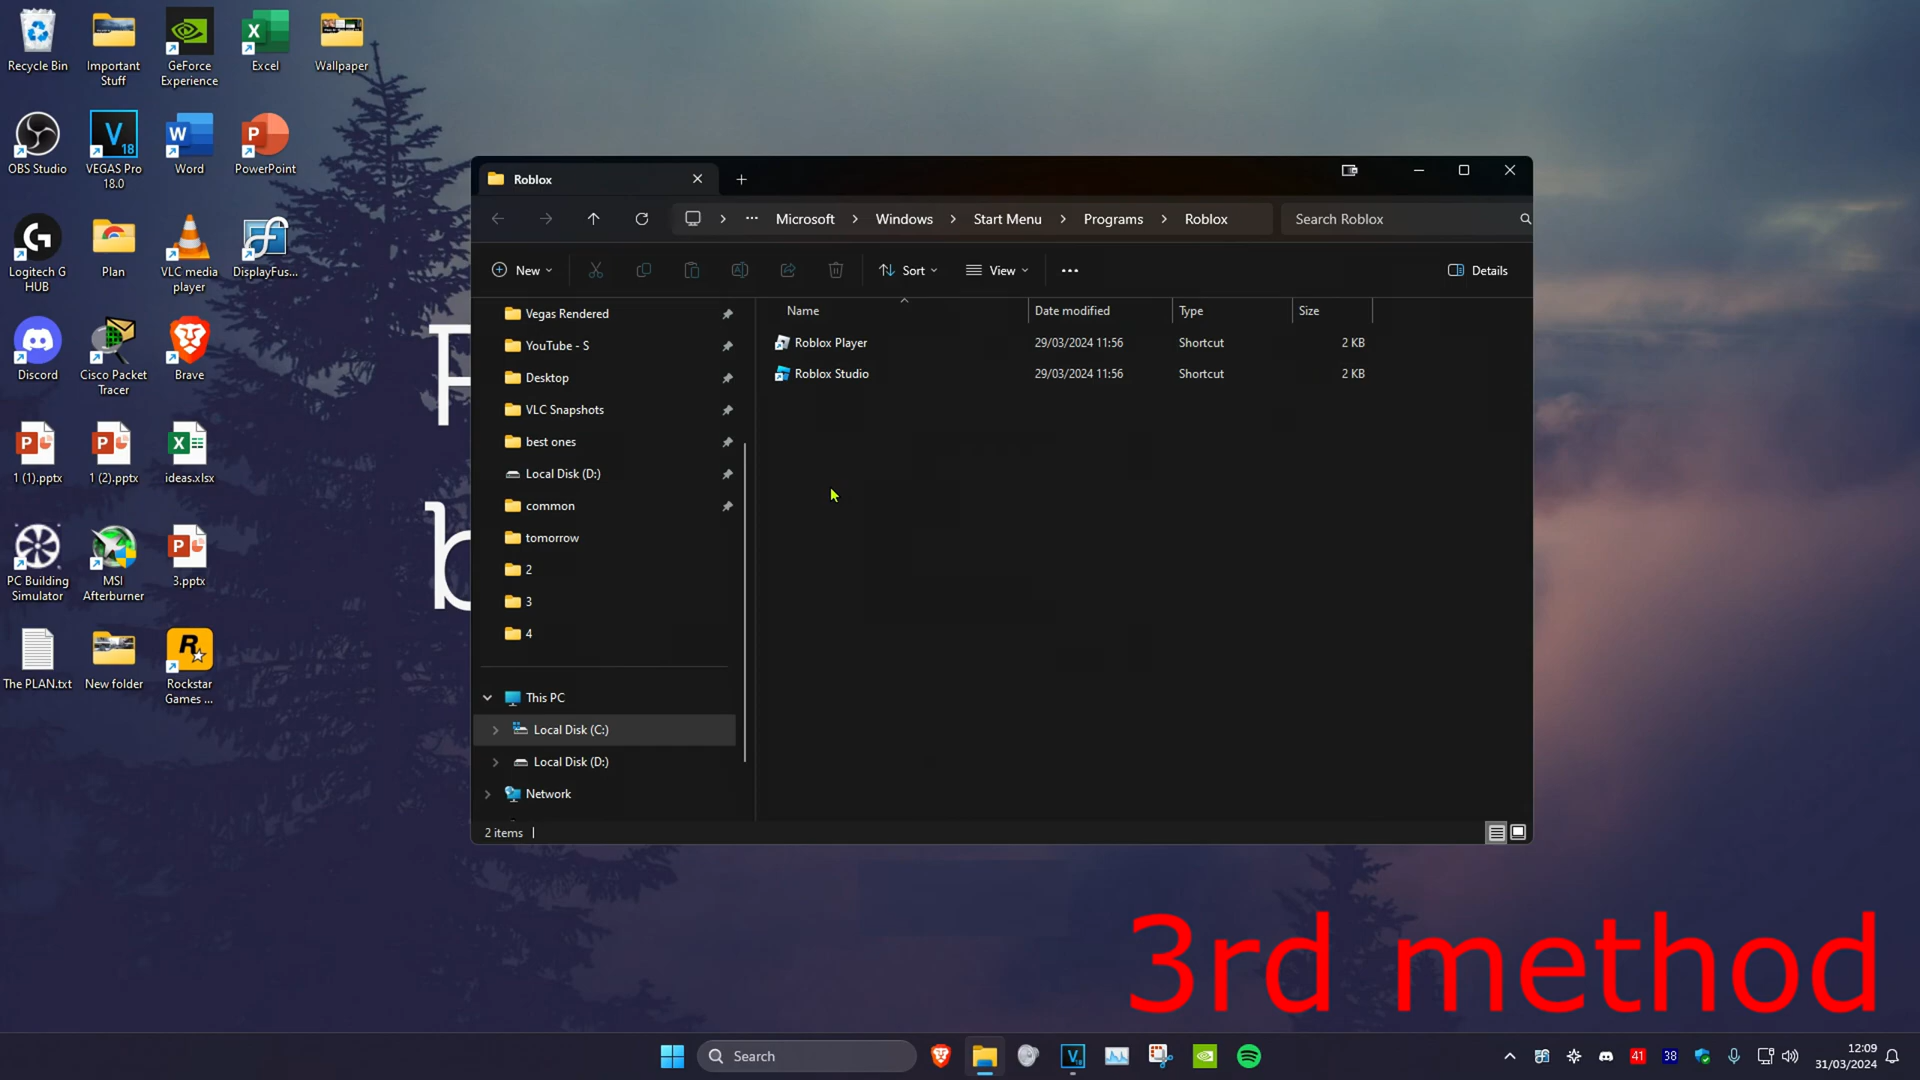 Recycle Bin
Important
Stuff
GeForce
Experience
Excel
Wallpaper
OBS Studio
VEGAS Pro
18.0
Word
PowerPoint
Logitech G
HUB
Plan
VLC media
player
DisplayFus...
Discord
Cisco Packet
Tracer
Brave
1 (1).pptx
1 (2).pptx
ideas.xlsx
PC Building
Simulator
MSI
Afterburner
3.pptx
The PLAN.txt
New folder
Rockstar
Games ...
Roblox
Microsoft
Windows
Start Menu
Programs
Roblox
Search Roblox
New
Sort
View
Details
Vegas Rendered
YouTube - S
Desktop
VLC Snapshots
best ones
Local Disk (D:)
common
tomorrow
2
3
4
This PC
Local Disk (C:)
Local Disk (D:)
Network
Name Date modified Type Size
Roblox Player 29/03/2024 11:56 Shortcut 2 KB
Roblox Studio 29/03/2024 11:56 Shortcut 2 KB
2 items
3rd method
Search
41
38
12:09
31/03/2024